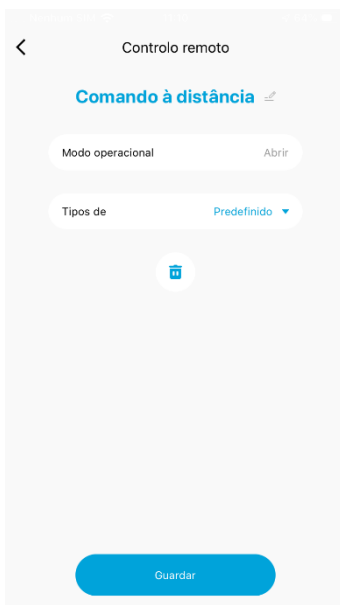 Controlo remoto
Comando à distância
Modo operacional Abrir
Tipos de Predefinido
Guardar